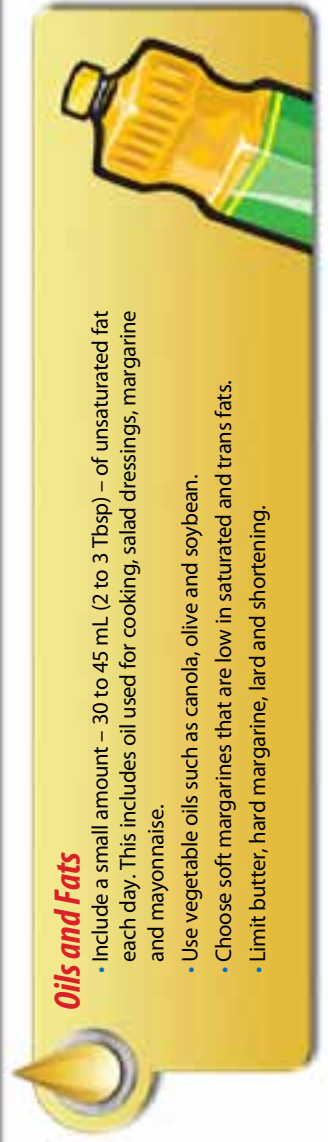 Oils and Fats
• Include a small amount – 30 to 45 mL (2 to 3 Tbsp) – of unsaturated fat
each day. This includes oil used for cooking, salad dressings, margarine
and mayonnaise.
• Use vegetable oils such as canola, olive and soybean.
• Choose soft margarines that are low in saturated and trans fats.
• Limit butter, hard margarine, lard and shortening.